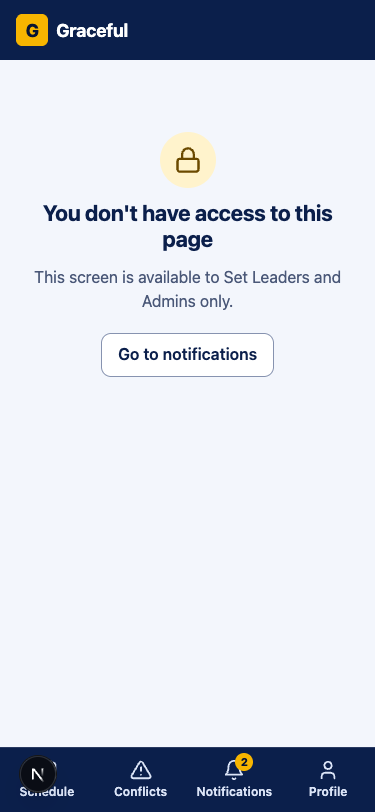 G Graceful
You don't have access to this
page
This screen is available to Set Leaders and
Admins only.
Go to notifications
2
N
Schedule Conflicts Notifications Profile